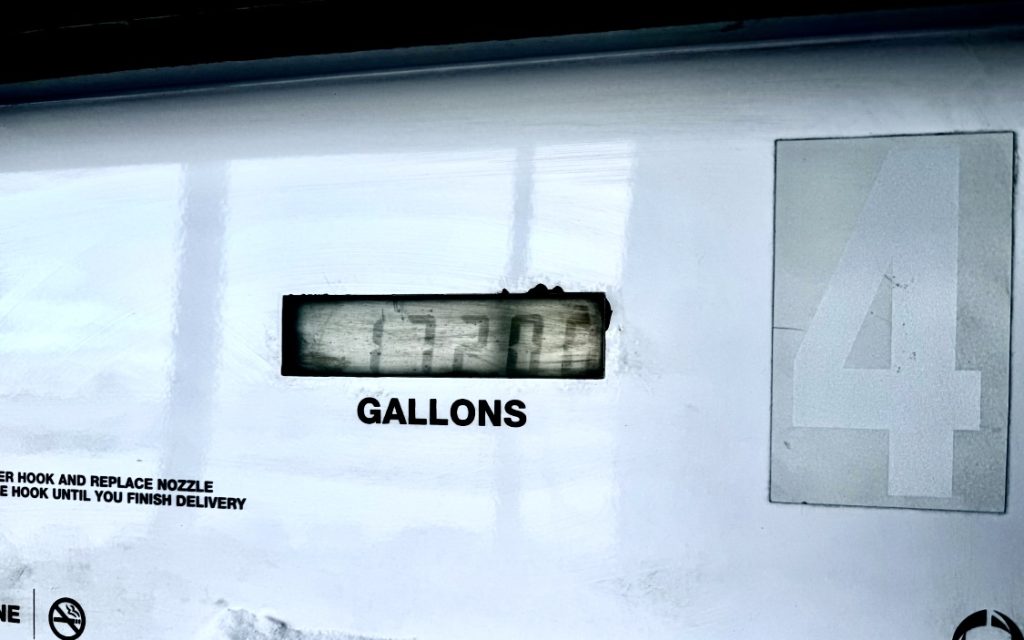 4
GALLONS
ER HOOK AND REPLACE NOZZLE
E HOOK UNTIL YOU FINISH DELIVERY
NE